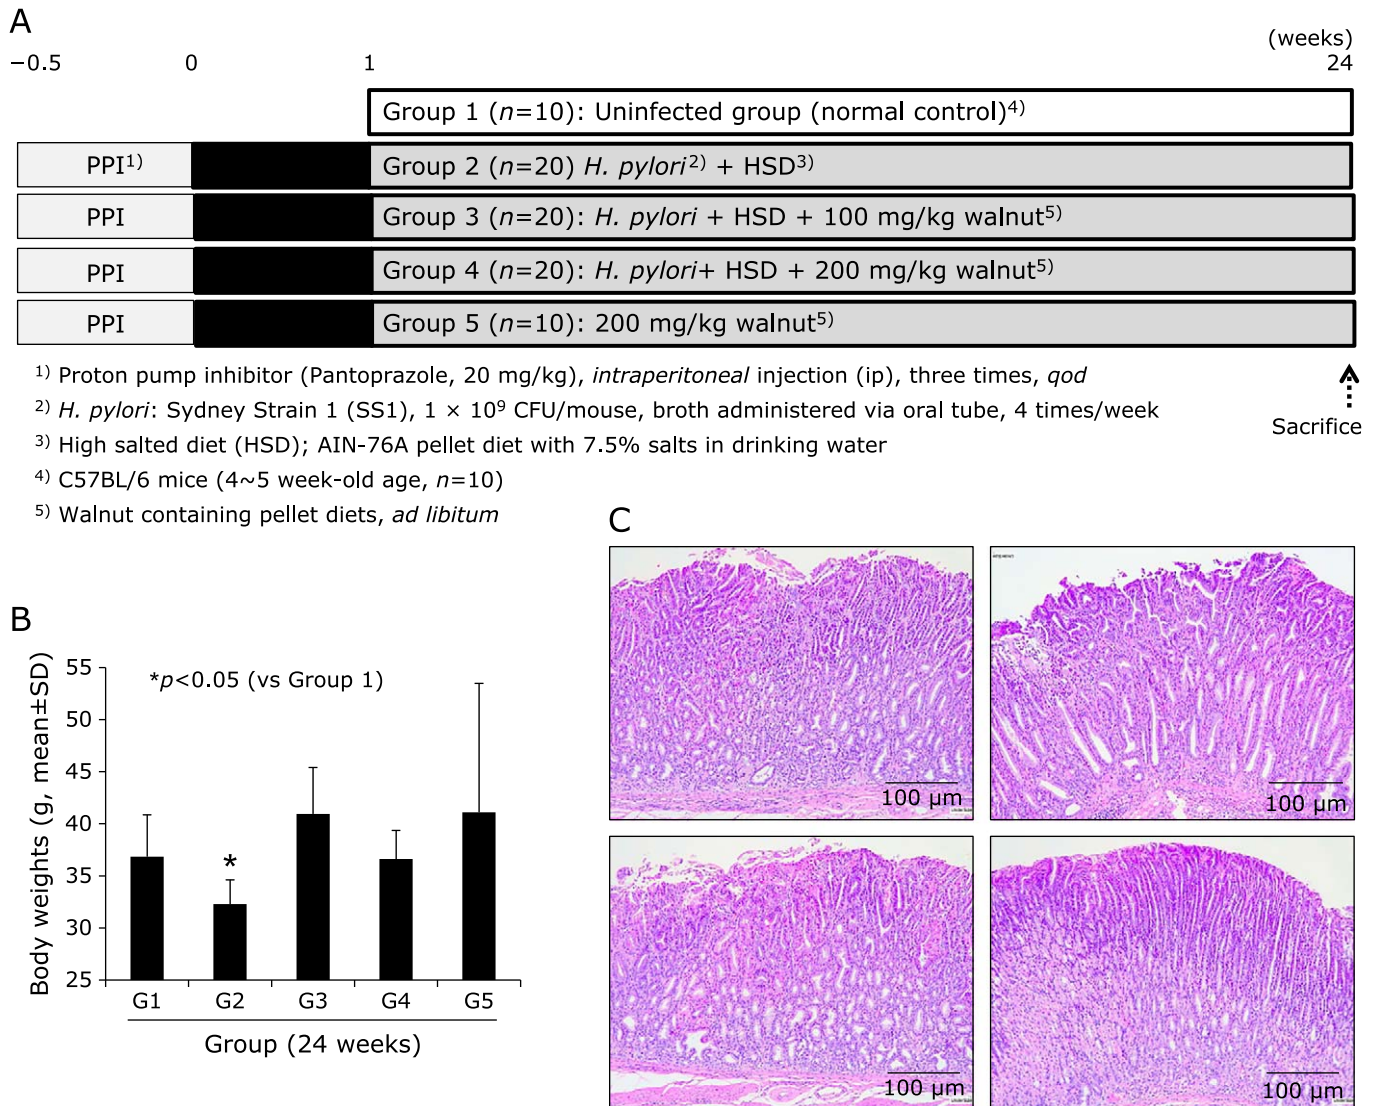 A
(weeks)
−0.5 0 1 24
Group 1 (n=10): Uninfected group (normal control)4)
PPI1) Group 2 (n=20) H. pylori2) + HSD3)
PPI Group 3 (n=20): H. pylori + HSD + 100 mg/kg walnut5)
PPI Group 4 (n=20): H. pylori+ HSD + 200 mg/kg walnut5)
PPI Group 5 (n=10): 200 mg/kg walnut5)
1) Proton pump inhibitor (Pantoprazole, 20 mg/kg), intraperitoneal injection (ip), three times, qod
2) H. pylori: Sydney Strain 1 (SS1), 1 × 10⁹ CFU/mouse, broth administered via oral tube, 4 times/week
3) High salted diet (HSD); AIN-76A pellet diet with 7.5% salts in drinking water
4) C57BL/6 mice (4~5 week-old age, n=10)
5) Walnut containing pellet diets, ad libitum
Sacrifice
B
*p<0.05 (vs Group 1)
Body weights (g, mean±SD)
55
50
45
40
35
30
25
*
G1 G2 G3 G4 G5
Group (24 weeks)
C
100 µm
100 µm
100 µm
100 µm